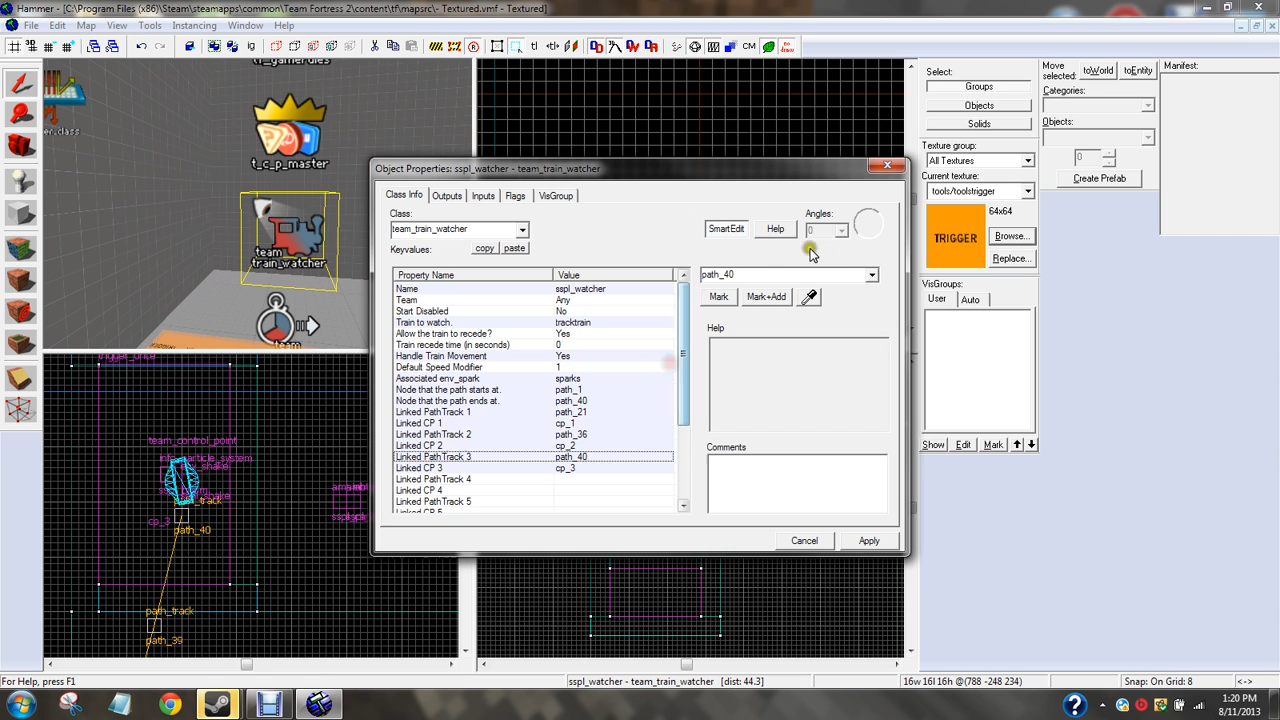 Hammer - [C:\Program Files (x86)\Steam\steamapps\common\Team Fortress 2\content\tf\mapsrc\- Textured.vmf - Textured]
File Edit Map View Tools Instancing Window Help
t_c_p_master
team
train_watcher
team
trigger_once
team_control_point
cp_3
path_40
path_track
path_39
Object Properties: sspl_watcher - team_train_watcher
Class Info Outputs Inputs Flags VisGroup
Class:
team_train_watcher
SmartEdit Help
Angles:
0
Keyvalues: copy paste
Property Name Value
Name sspl_watcher
Team Any
Start Disabled No
Train to watch. tracktrain
Allow the train to recede? Yes
Train recede time (in seconds) 0
Handle Train Movement Yes
Default Speed Modifier 1
Associated env_spark sparks
Node that the path starts at. path_1
Node that the path ends at. path_40
Linked PathTrack 1 path_21
Linked CP 1 cp_1
Linked PathTrack 2 path_36
Linked CP 2 cp_2
Linked PathTrack 3 path_40
Linked CP 3 cp_3
Linked PathTrack 4
Linked CP 4
Linked PathTrack 5
Linked CP 5
path_40
Mark Mark+Add
Help
Comments
Cancel Apply
Select:
Groups
Objects
Solids
Texture group:
All Textures
Current texture:
tools/toolstrigger
TRIGGER
64x64
Browse...
Replace...
VisGroups:
User Auto
Show Edit Mark
Move
selected:
toWorld toEntity
Categories:
Objects:
0
Create Prefab
Manifest:
For Help, press F1
sspl_watcher - team_train_watcher [dist: 44.3]
16w 16l 16h @(788 -248 234)
Snap: On Grid: 8
<->
1:20 PM
8/11/2013